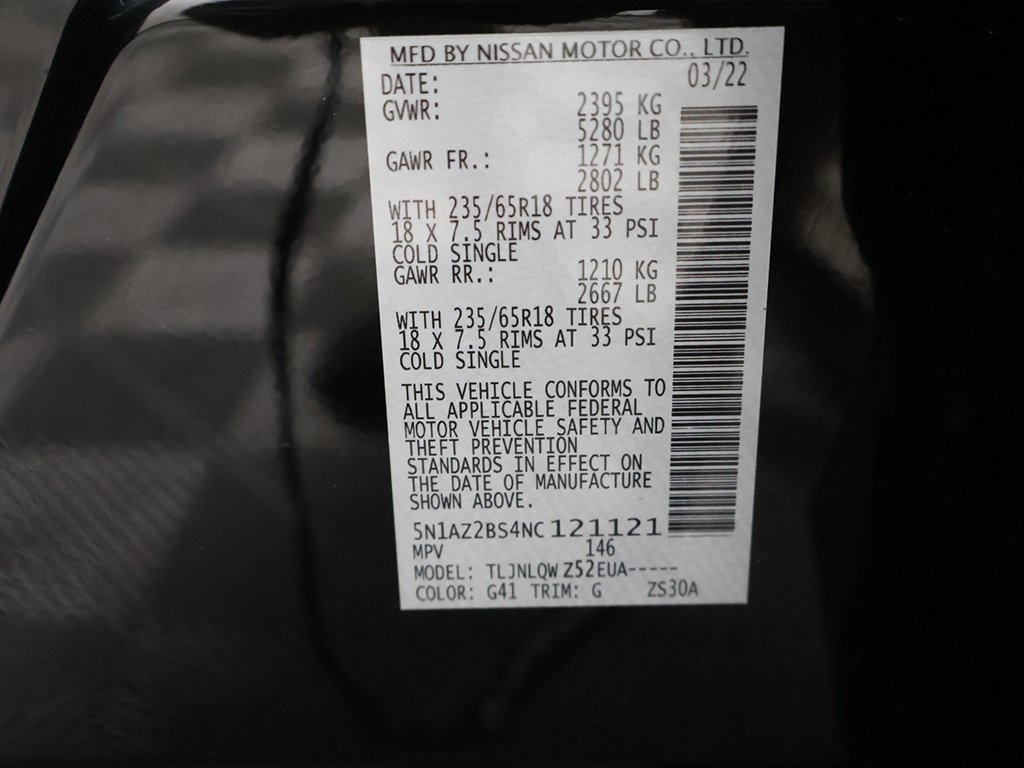 MFD BY NISSAN MOTOR CO., LTD.
DATE: 03/22
GVWR: 2395 KG
5280 LB
GAWR FR.: 1271 KG
2802 LB
WITH 235/65R18 TIRES
18 X 7.5 RIMS AT 33 PSI
COLD SINGLE
GAWR RR.: 1210 KG
2667 LB
WITH 235/65R18 TIRES
18 X 7.5 RIMS AT 33 PSI
COLD SINGLE
THIS VEHICLE CONFORMS TO
ALL APPLICABLE FEDERAL
MOTOR VEHICLE SAFETY AND
THEFT PREVENTION
STANDARDS IN EFFECT ON
THE DATE OF MANUFACTURE
SHOWN ABOVE.
5N1AZ2BS4NC121121
MPV 146
MODEL: TLJNLQWZ52EUA-----
COLOR: G41 TRIM: G ZS30A